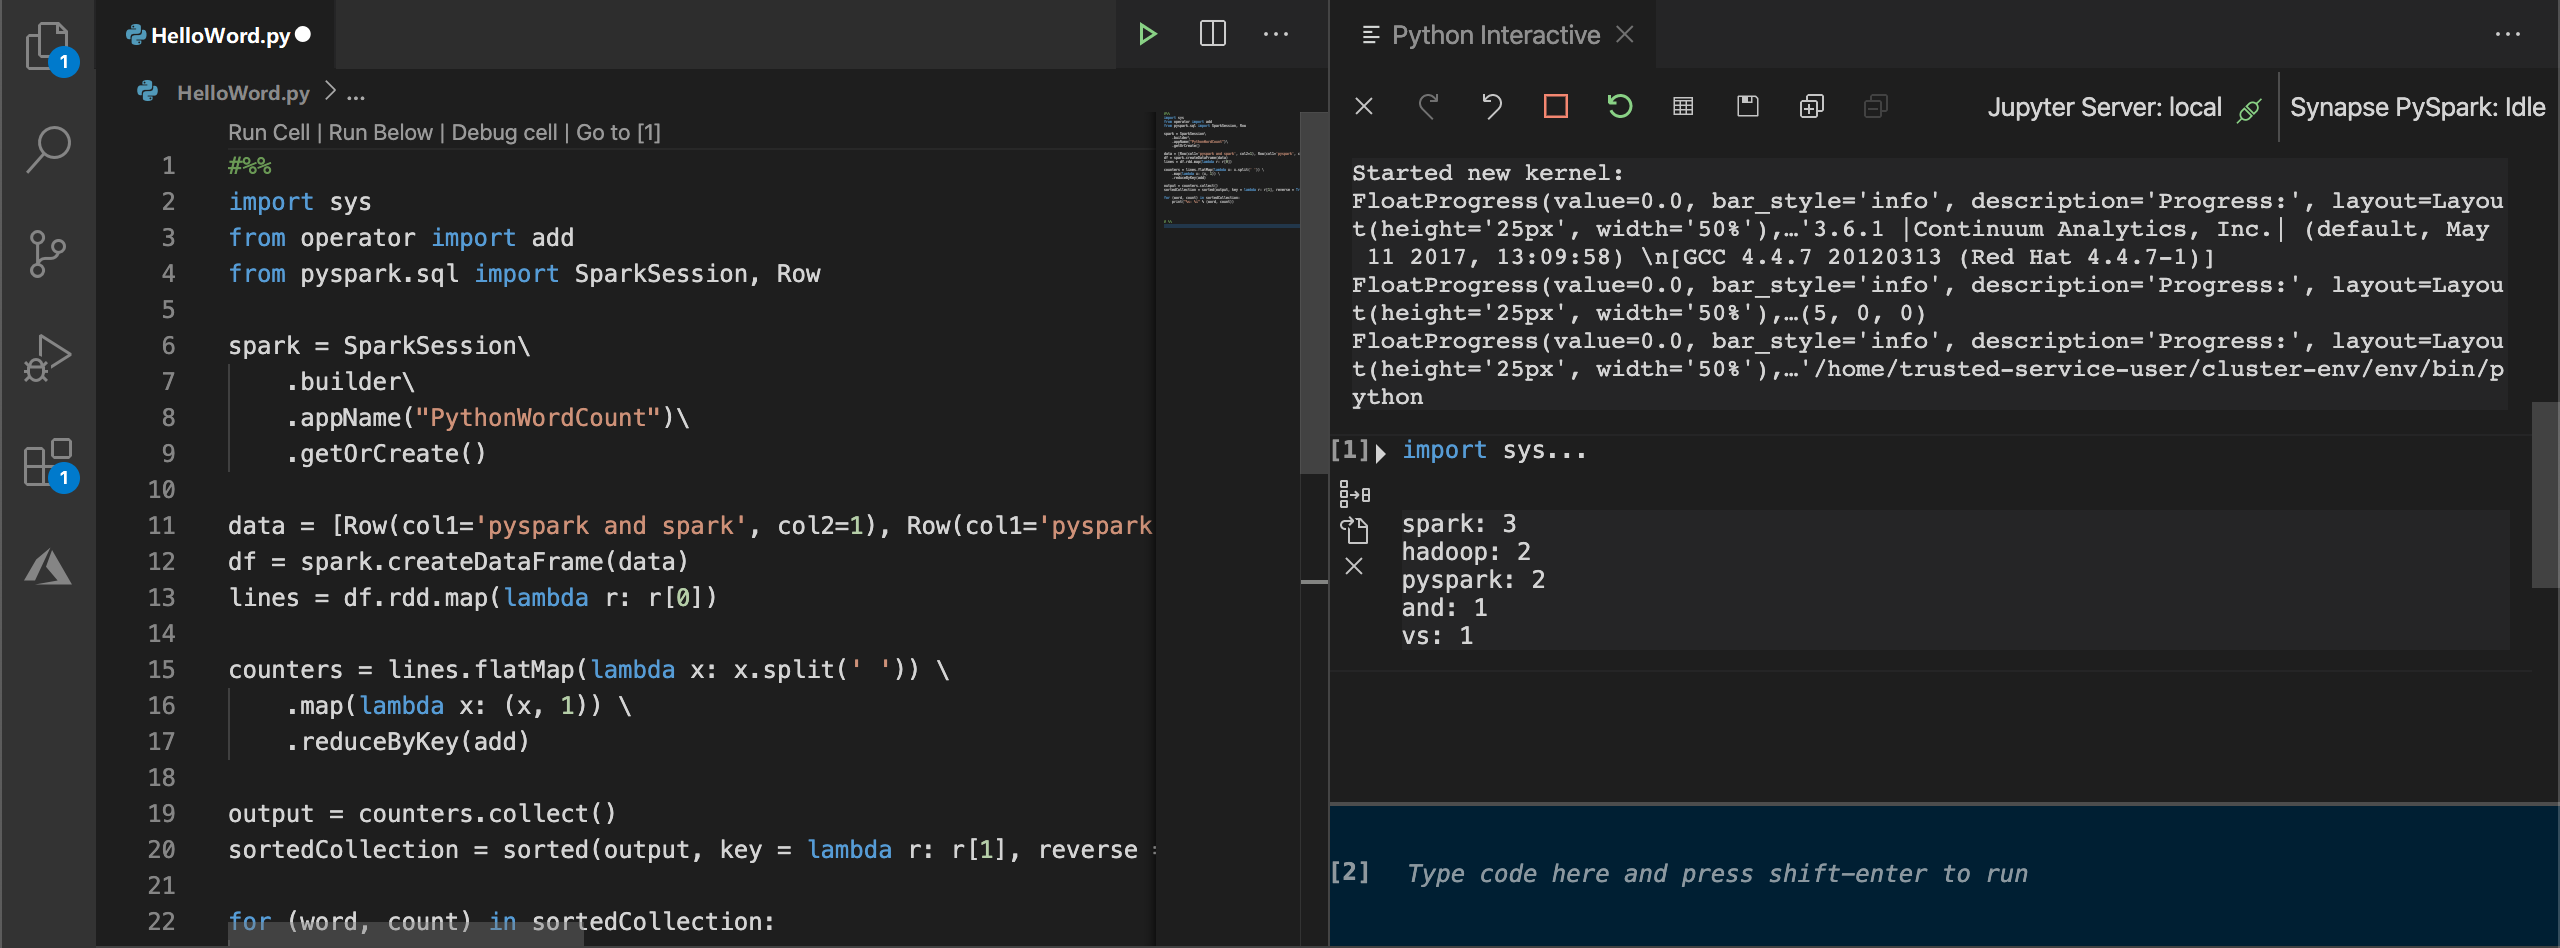 1
1
HelloWord.py
HelloWord.py > ...
Run Cell | Run Below | Debug cell | Go to [1]
1 #%%
2 import sys
3 from operator import add
4 from pyspark.sql import SparkSession, Row
5
6 spark = SparkSession\
7 .builder\
8 .appName("PythonWordCount")\
9 .getOrCreate()
10
11 data = [Row(col1='pyspark and spark', col2=1), Row(col1='pyspark
12 df = spark.createDataFrame(data)
13 lines = df.rdd.map(lambda r: r[0])
14
15 counters = lines.flatMap(lambda x: x.split(' ')) \
16 .map(lambda x: (x, 1)) \
17 .reduceByKey(add)
18
19 output = counters.collect()
20 sortedCollection = sorted(output, key = lambda r: r[1], reverse =
21
22 for (word, count) in sortedCollection:
Python Interactive
Jupyter Server: local
Synapse PySpark: Idle
Started new kernel:
FloatProgress(value=0.0, bar_style='info', description='Progress:', layout=Layou
t(height='25px', width='50%'),…'3.6.1 |Continuum Analytics, Inc.| (default, May
11 2017, 13:09:58) \n[GCC 4.4.7 20120313 (Red Hat 4.4.7-1)]
FloatProgress(value=0.0, bar_style='info', description='Progress:', layout=Layou
t(height='25px', width='50%'),…(5, 0, 0)
FloatProgress(value=0.0, bar_style='info', description='Progress:', layout=Layou
t(height='25px', width='50%'),…'/home/trusted-service-user/cluster-env/env/bin/p
ython
[1] import sys...
spark: 3
hadoop: 2
pyspark: 2
and: 1
vs: 1
[2] Type code here and press shift-enter to run